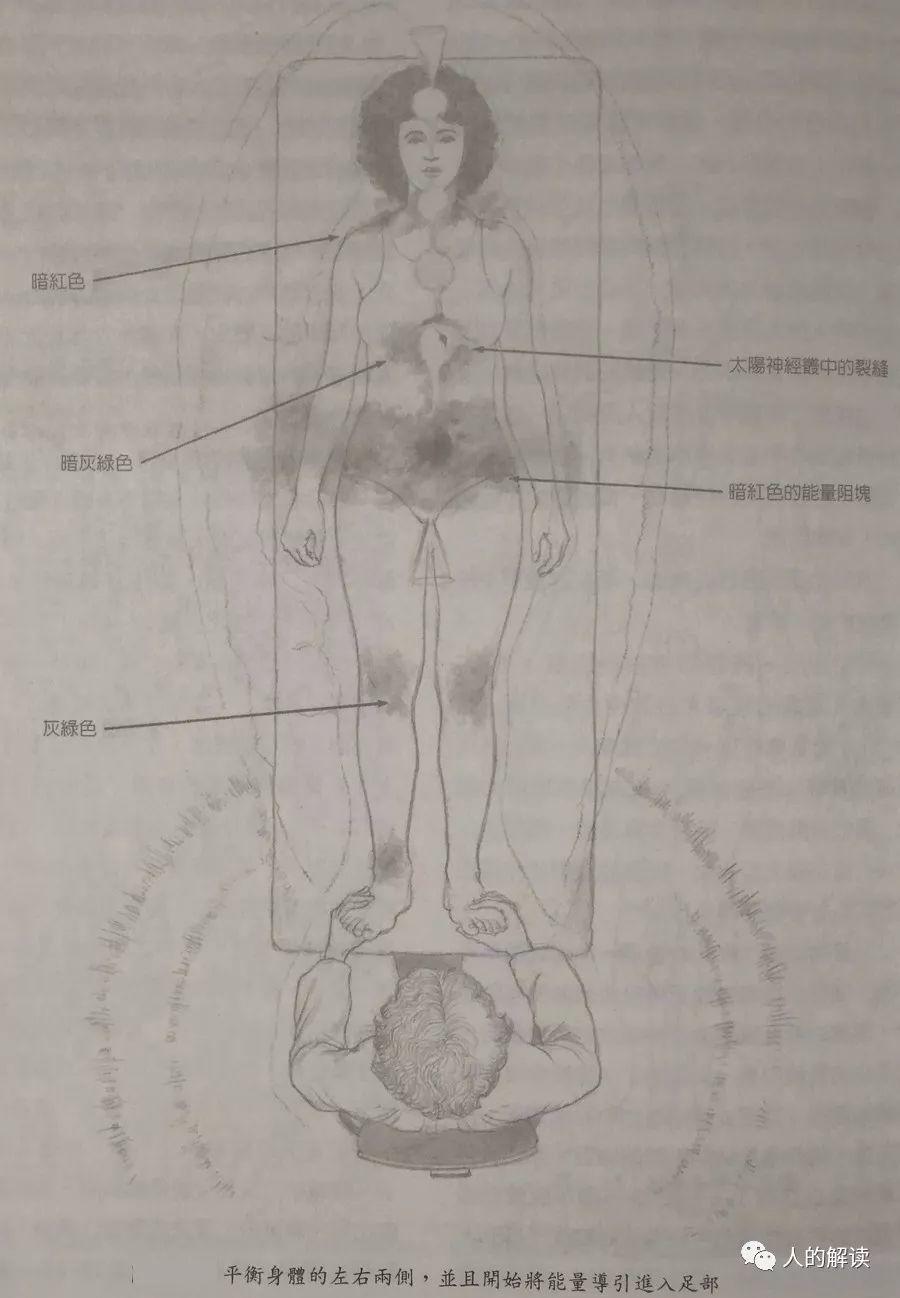 暗紅色
太陽神經叢中的裂縫
暗灰綠色
暗紅色的能量阻塊
灰綠色
人的解读
平衡身體的左右兩側，並且開始將能量導引進入足部